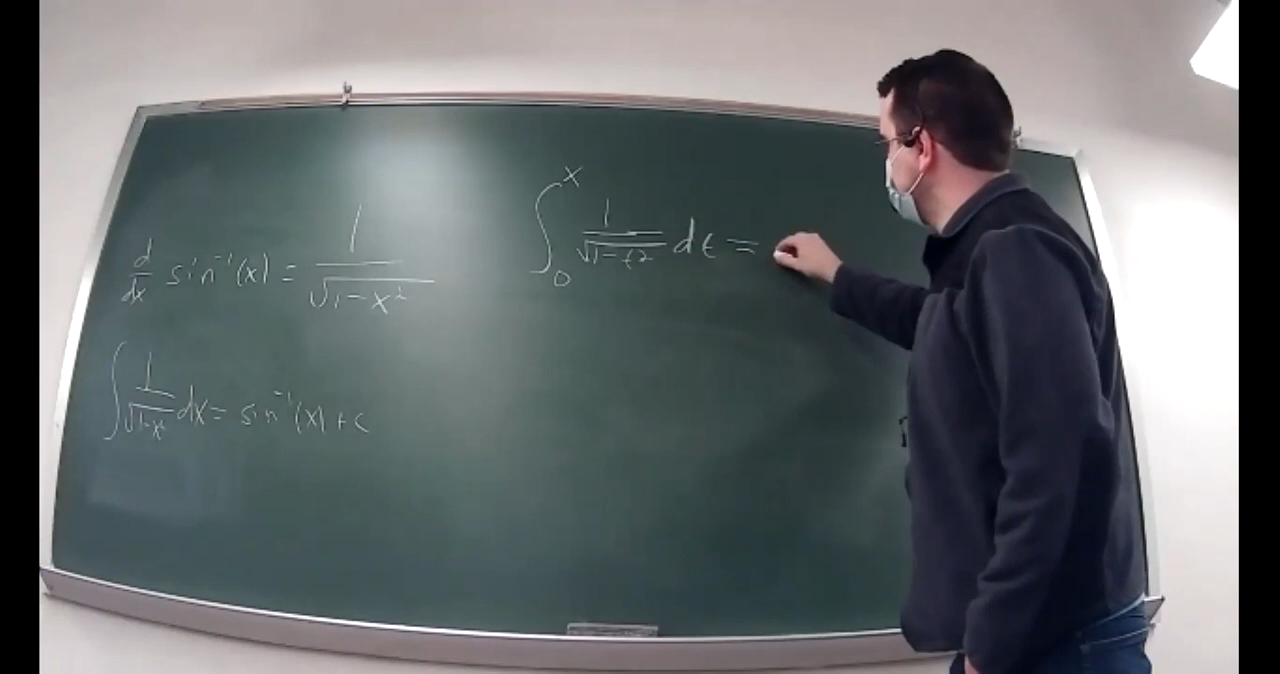 d/dx sin⁻¹(x) = 1/√(1-x²)
∫ 1/√(1-x²) dx = sin⁻¹(x) + c
∫₀ˣ 1/√(1-t²) dt =